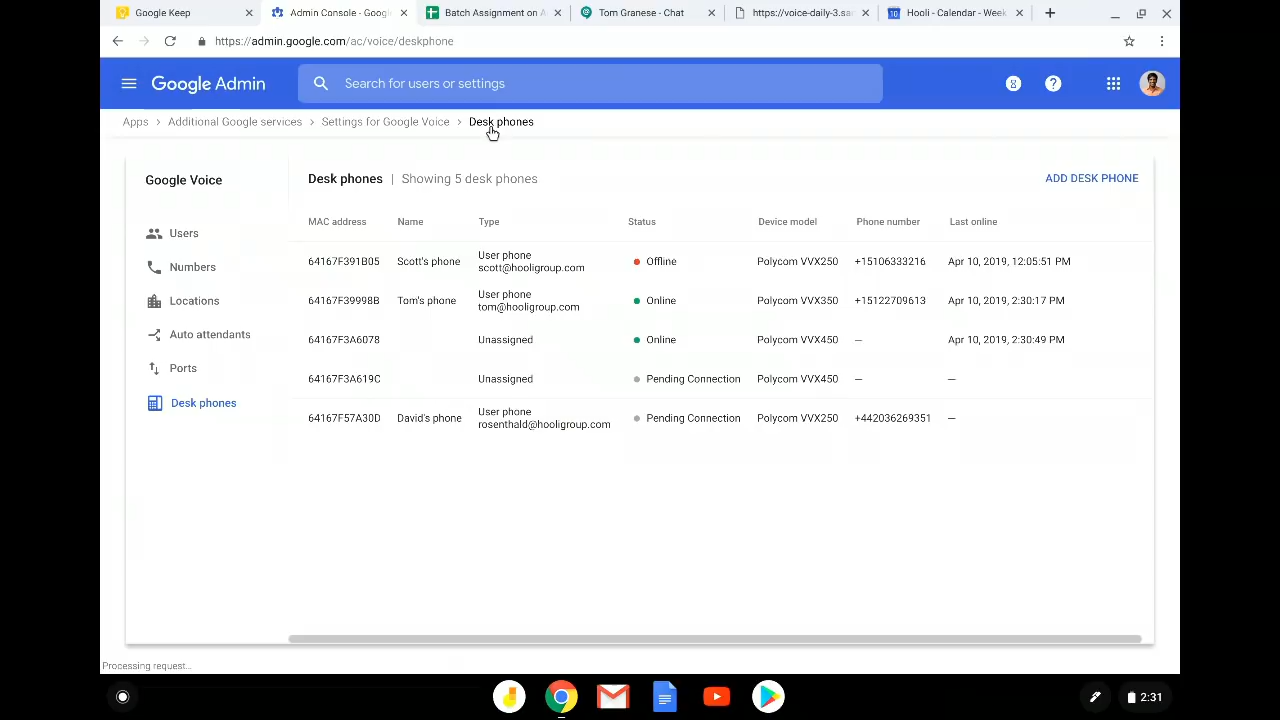 Google Keep
Admin Console - Googl
Batch Assignment on A
Tom Granese - Chat
https://voice-daily-3.sa
Hooli - Calendar - Week
https://admin.google.com/ac/voice/deskphone
Google Admin
Search for users or settings
Apps > Additional Google services > Settings for Google Voice > Desk phones
Google Voice
Users
Numbers
Locations
Auto attendants
Ports
Desk phones
Desk phones | Showing 5 desk phones
ADD DESK PHONE
MAC address Name Type Status Device model Phone number Last online
64167F391B05 Scott's phone User phone scott@hooligroup.com Offline Polycom VVX250 +15106333216 Apr 10, 2019, 12:05:51 PM
64167F39998B Tom's phone User phone tom@hooligroup.com Online Polycom VVX350 +15122709613 Apr 10, 2019, 2:30:17 PM
64167F3A6078 Unassigned Online Polycom VVX450 — Apr 10, 2019, 2:30:49 PM
64167F3A619C Unassigned Pending Connection Polycom VVX450 — —
64167F57A30D David's phone User phone rosenthald@hooligroup.com Pending Connection Polycom VVX250 +442036269351 —
Processing request...
2:31